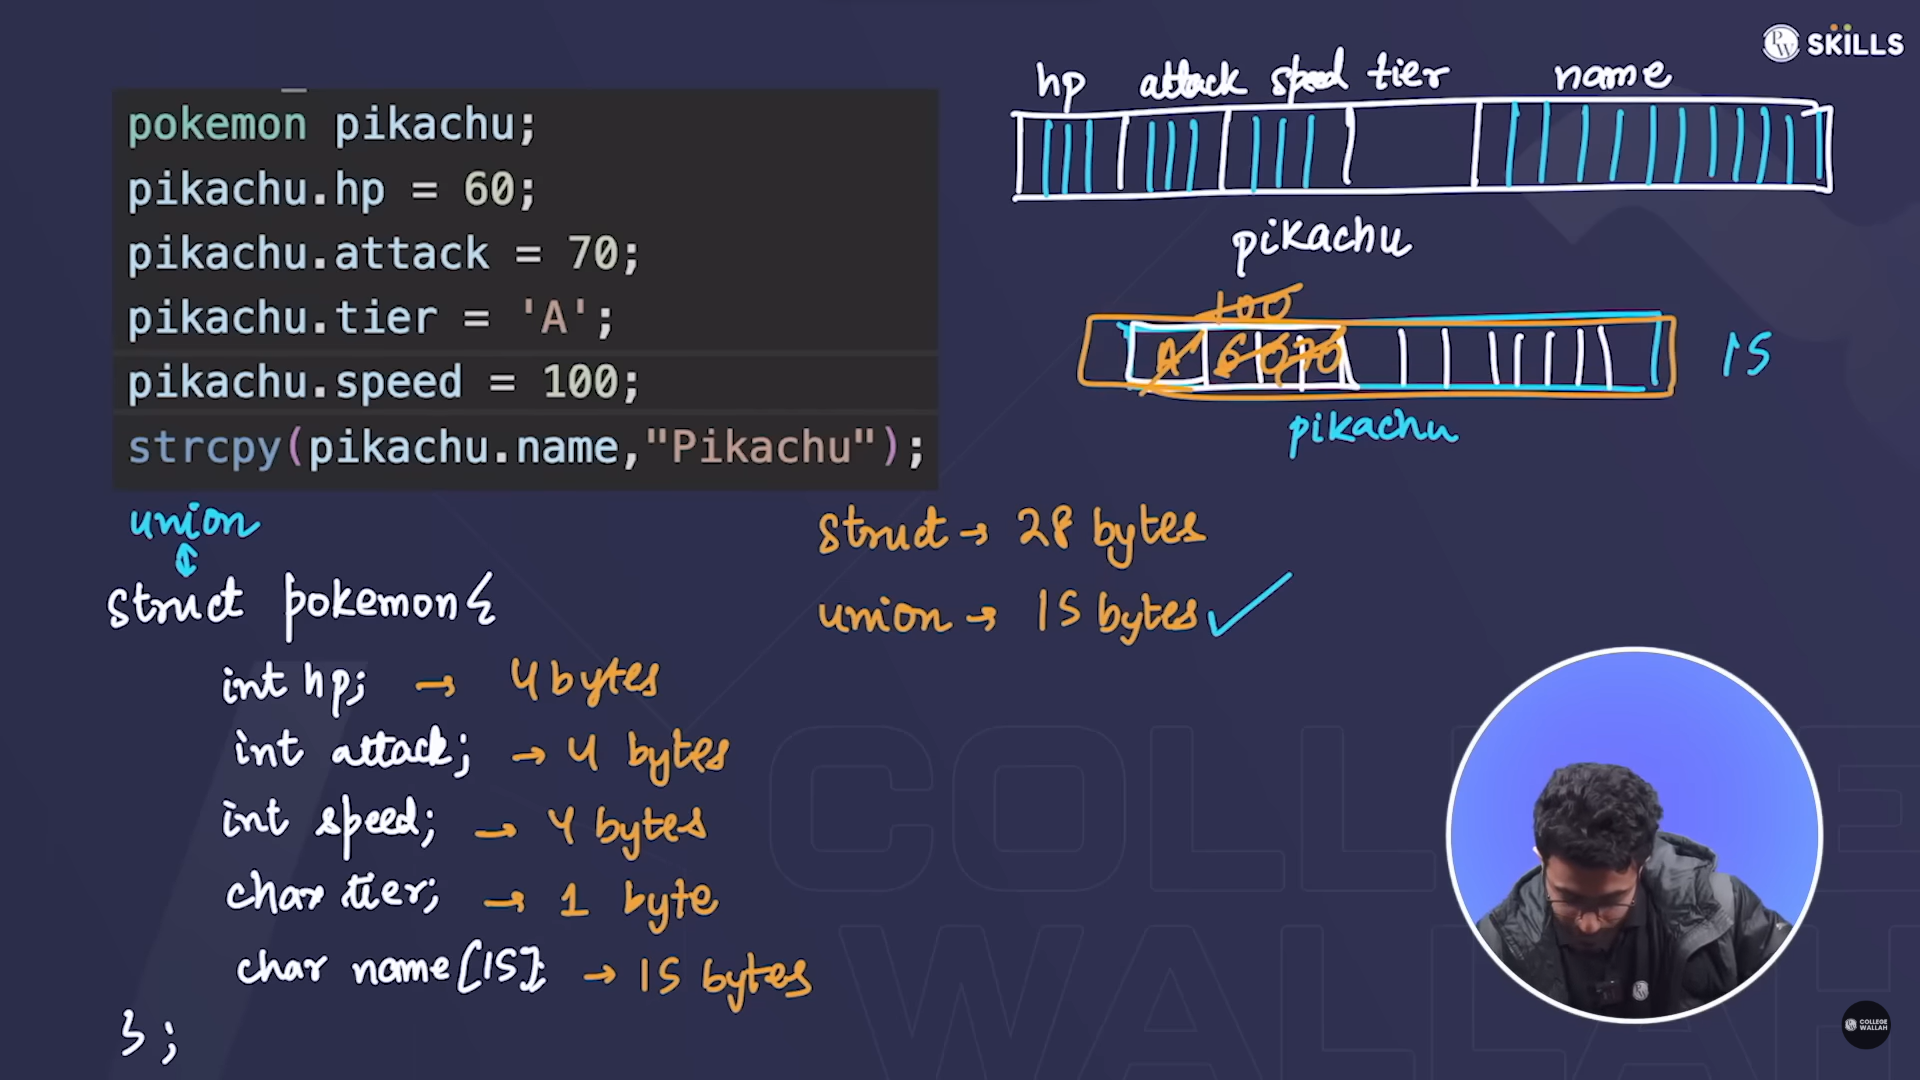 PW SKILLS
hp attack speed tier name
pokemon pikachu;
pikachu.hp = 60;
pikachu.attack = 70;
pikachu.tier = 'A';
pikachu.speed = 100;
strcpy(pikachu.name,"Pikachu");
pikachu
100
A 60 70
15
pikachu
union
struct pokemon{
int hp; → 4 bytes
int attack; → 4 bytes
int speed; → 4 bytes
char tier; → 1 byte
char name[15]; → 15 bytes
};
struct → 28 bytes
union → 15 bytes ✓
COLLEGE
WALLAH
COLLEGE
WALLAH